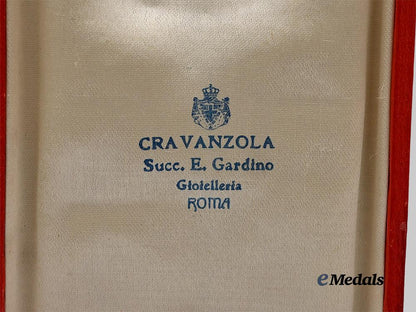 CRAVANZOLA
Succ. E. Gardino
Gioielleria
ROMA
eMedals